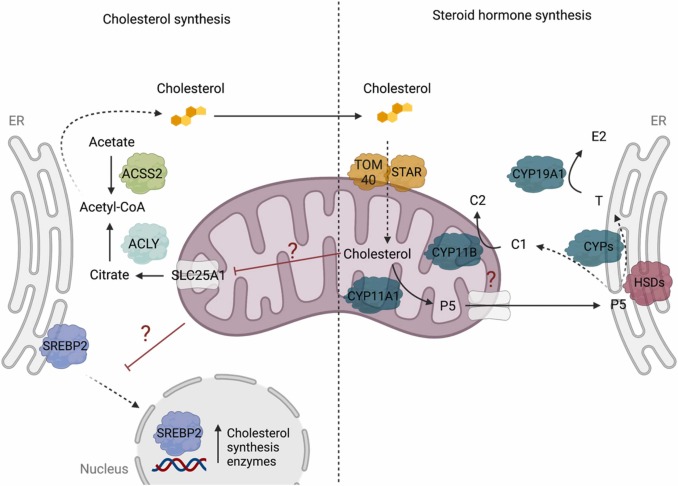 Cholesterol synthesis
Steroid hormone synthesis
Cholesterol
Cholesterol
ER
ER
Acetate
ACSS2
Acetyl-CoA
ACLY
Citrate
SLC25A1
TOM
40
STAR
E2
CYP19A1
T
C2
CYP11B
C1
CYPs
HSDs
?
Cholesterol
?
CYP11A1
P5
P5
SREBP2
?
SREBP2
Cholesterol
synthesis
enzymes
Nucleus